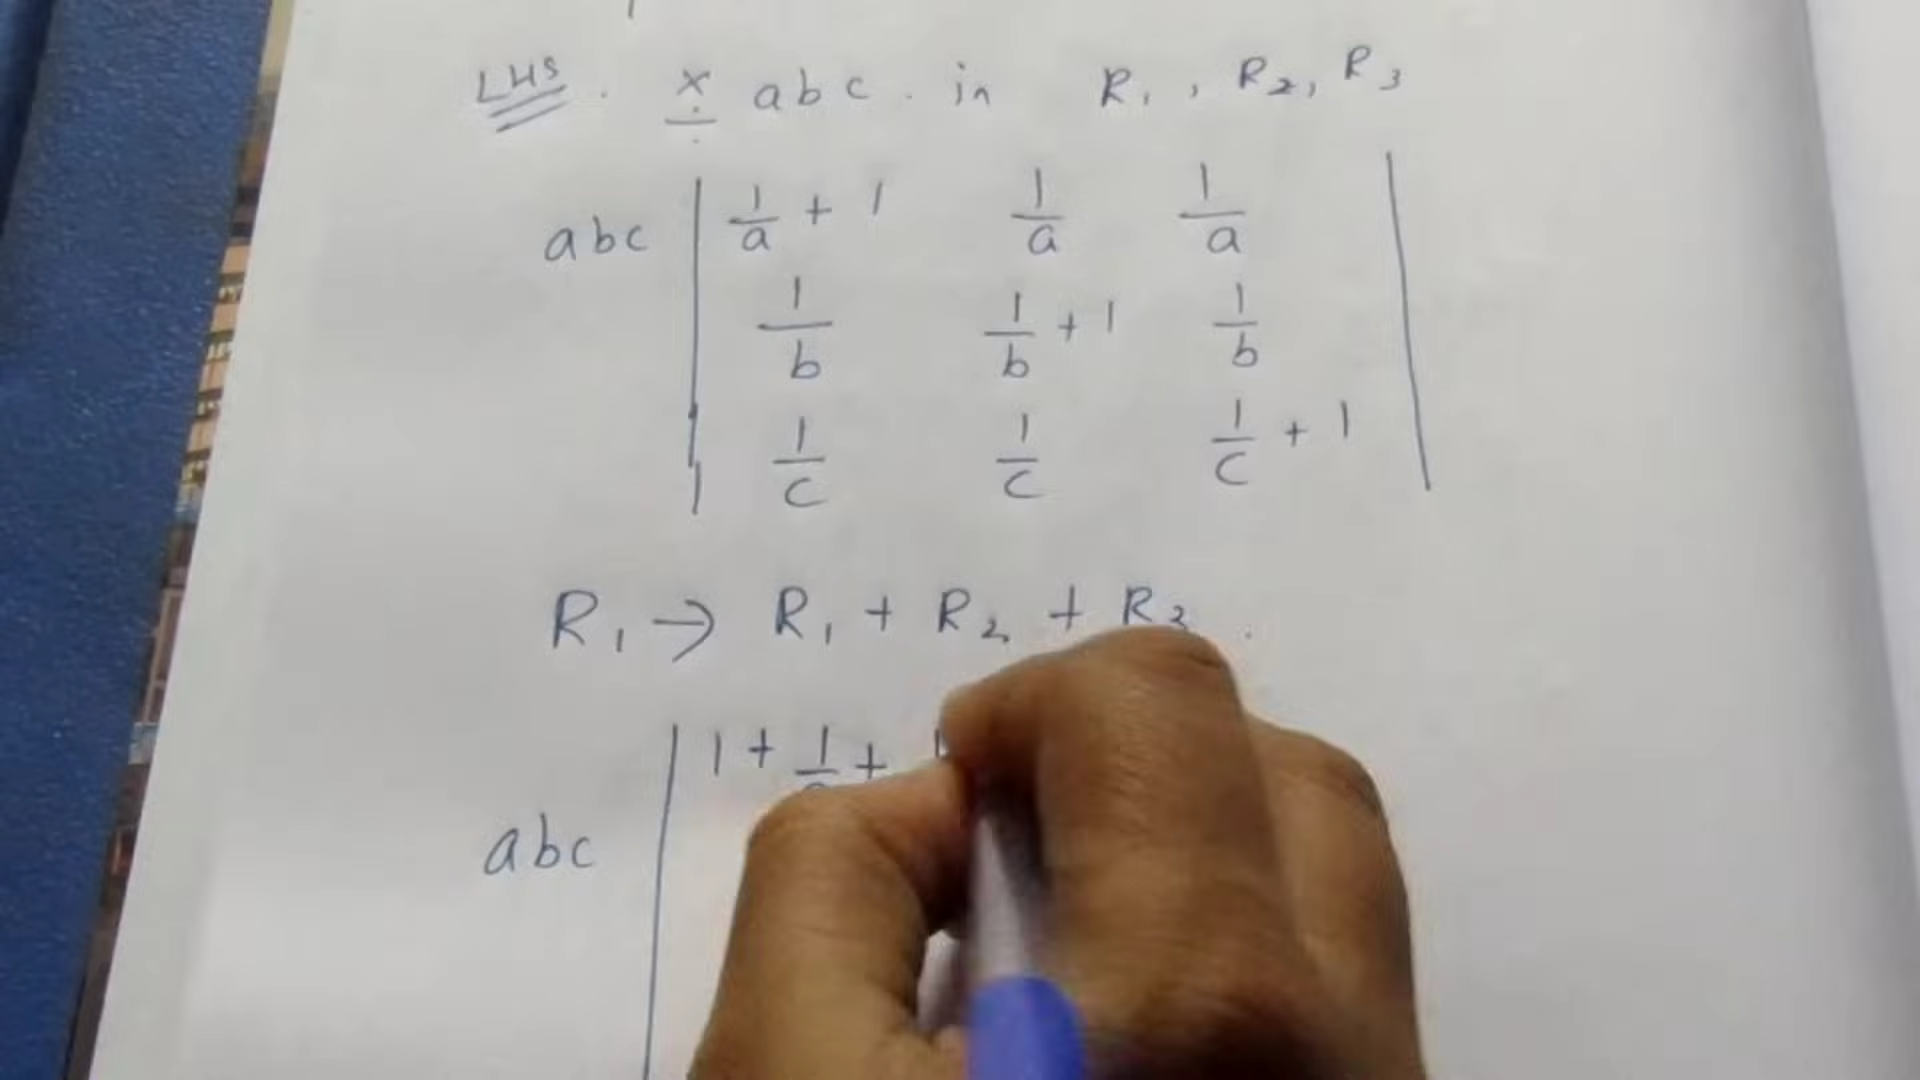 LHS. × ÷ abc. in R₁, R₂, R₃
abc | 1/a + 1 1/a 1/a |
1/b 1/b + 1 1/b
1/c 1/c 1/c + 1
R₁ → R₁ + R₂ + R₃.
| 1 + 1/a +
abc